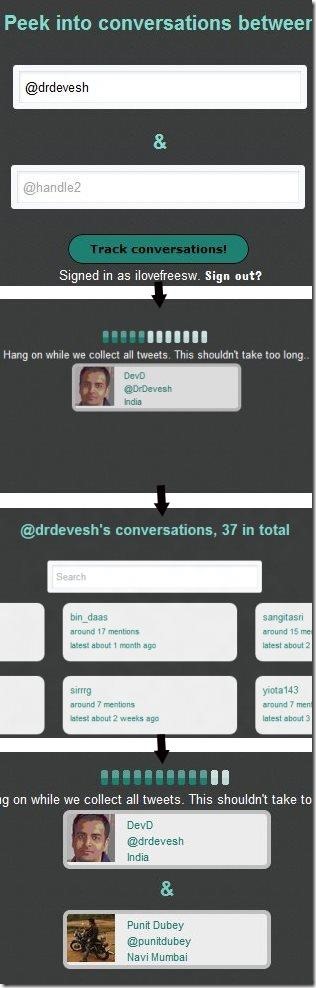 Peek into conversations between
@drdevesh
&
@handle2
Track conversations!
Signed in as ilovefreesw. Sign out?
Hang on while we collect all tweets. This shouldn't take too long..
DevD
@DrDevesh
India
@drdevesh's conversations, 37 in total
Search
bin_daas
around 17 mentions
latest about 1 month ago
sangitasri
around 15 me
latest about 2
sirrrg
around 7 mentions
latest about 2 weeks ago
yiota143
around 7 men
latest about 3
ng on while we collect all tweets. This shouldn't take to
DevD
@drdevesh
India
&
Punit Dubey
@punitdubey
Navi Mumbai